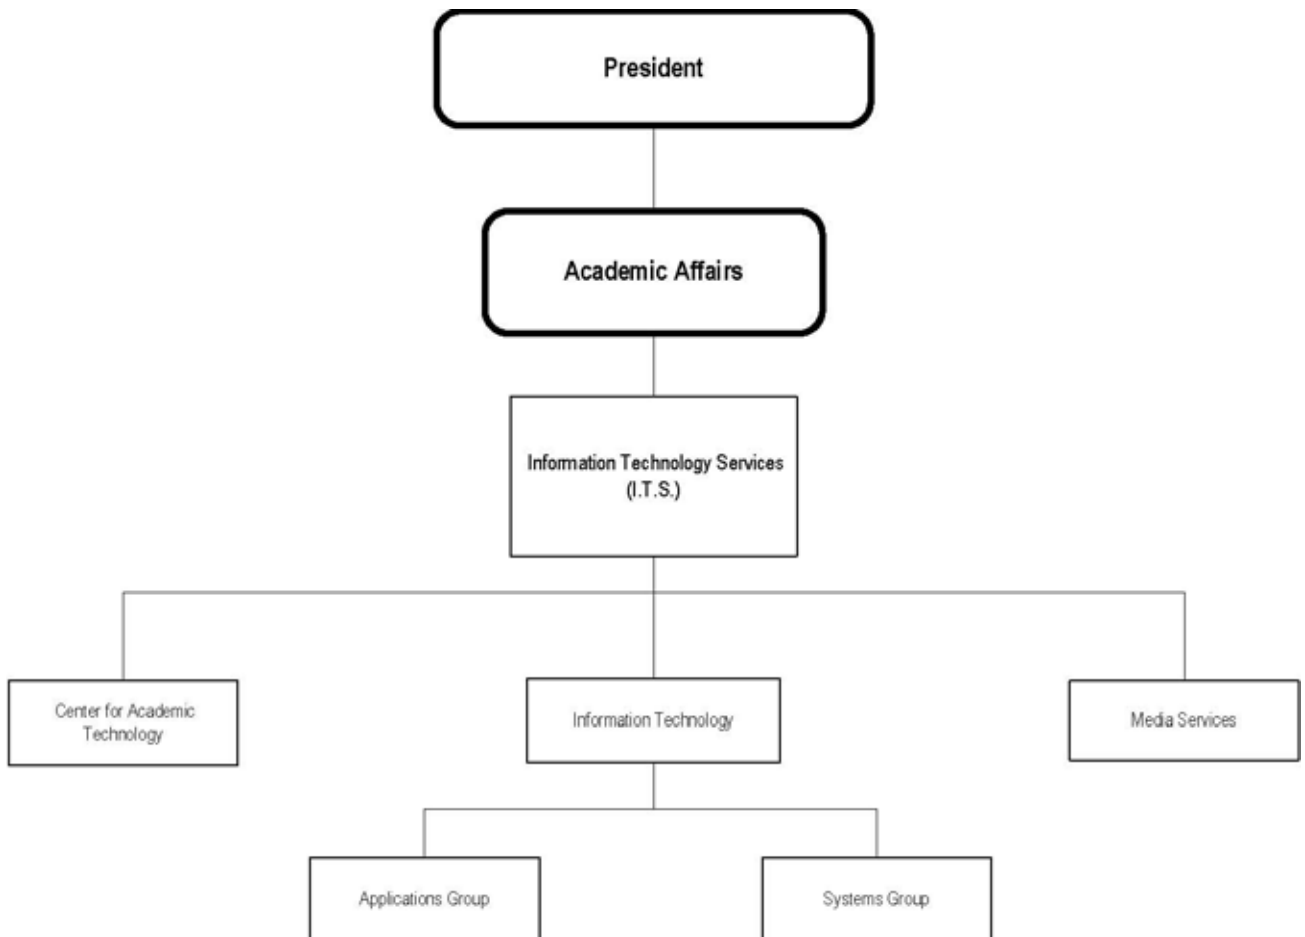 President
Academic Affairs
Information Technology Services
(I.T.S.)
Center for Academic
Technology
Information Technology
Media Services
Applications Group
Systems Group